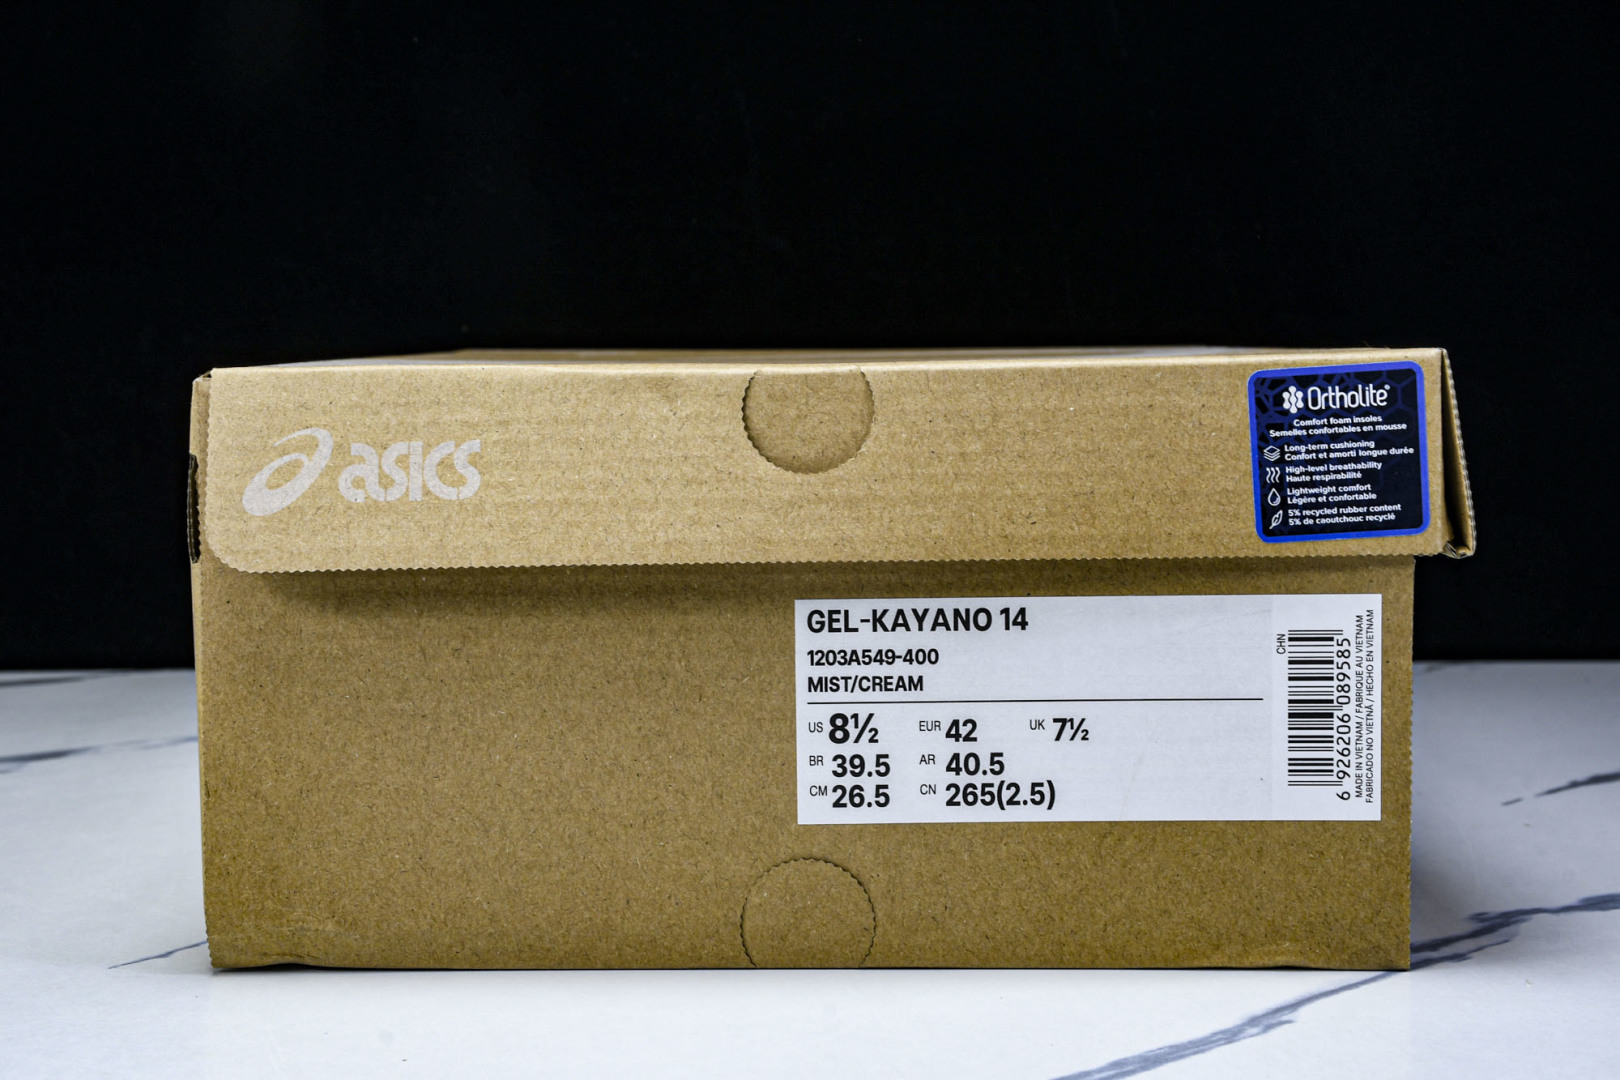 asics
OrthoLite®
Comfort foam insoles
Semelles confortables en mousse
Long-term cushioning
Confort et amorti longue durée
High-level breathability
Haute respirabilité
Lightweight comfort
Légère et confortable
5% recycled rubber content
5% de caoutchouc recyclé
GEL-KAYANO 14
1203A549-400
MIST/CREAM
US 8½ EUR 42 UK 7½
BR 39.5 AR 40.5
CM 26.5 CN 265(2.5)
CHN
6 926206 089585
MADE IN VIETNAM / FABRIQUÉ AU VIETNAM
FABRICADO NO VIETNÃ / HECHO EN VIETNAM